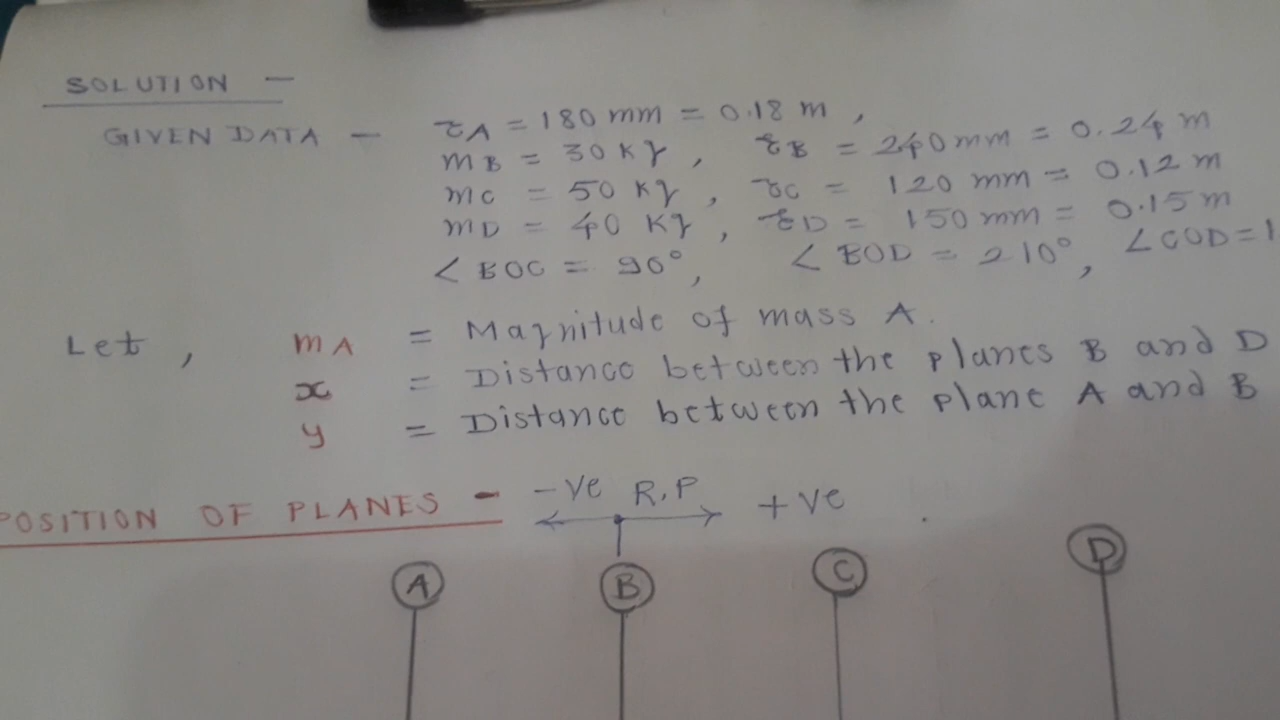 SOLUTION -
GIVEN DATA - rA = 180 mm = 0.18 m ,
mB = 30 Kg , rB = 240 mm = 0.24 m
mC = 50 Kg , rC = 120 mm = 0.12 m
mD = 40 Kg , rD = 150 mm = 0.15 m
∠BOC = 90°, ∠BOD = 210°, ∠COD = 1
Let , mA = Magnitude of mass A.
x = Distance between the planes B and D
y = Distance between the plane A and B
POSITION OF PLANES - -ve R.P +ve
A B C D